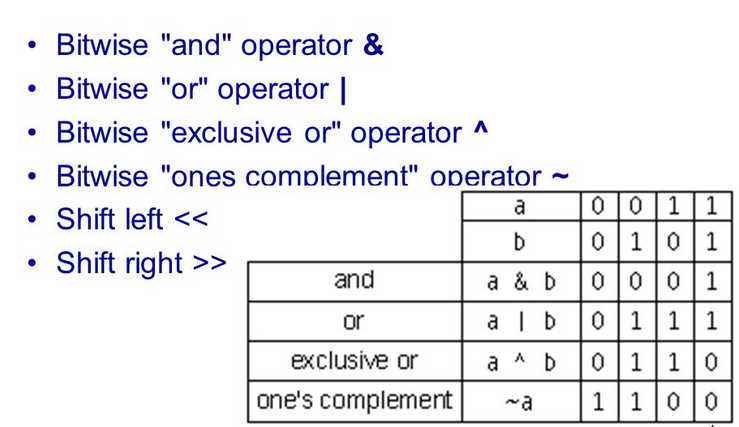 • Bitwise "and" operator &
• Bitwise "or" operator |
• Bitwise "exclusive or" operator ^
• Bitwise "ones complement" operator ~
• Shift left <<
• Shift right >>
a 0 0 1 1
b 0 1 0 1
and a & b 0 0 0 1
or a | b 0 1 1 1
exclusive or a ^ b 0 1 1 0
one's complement ~a 1 1 0 0